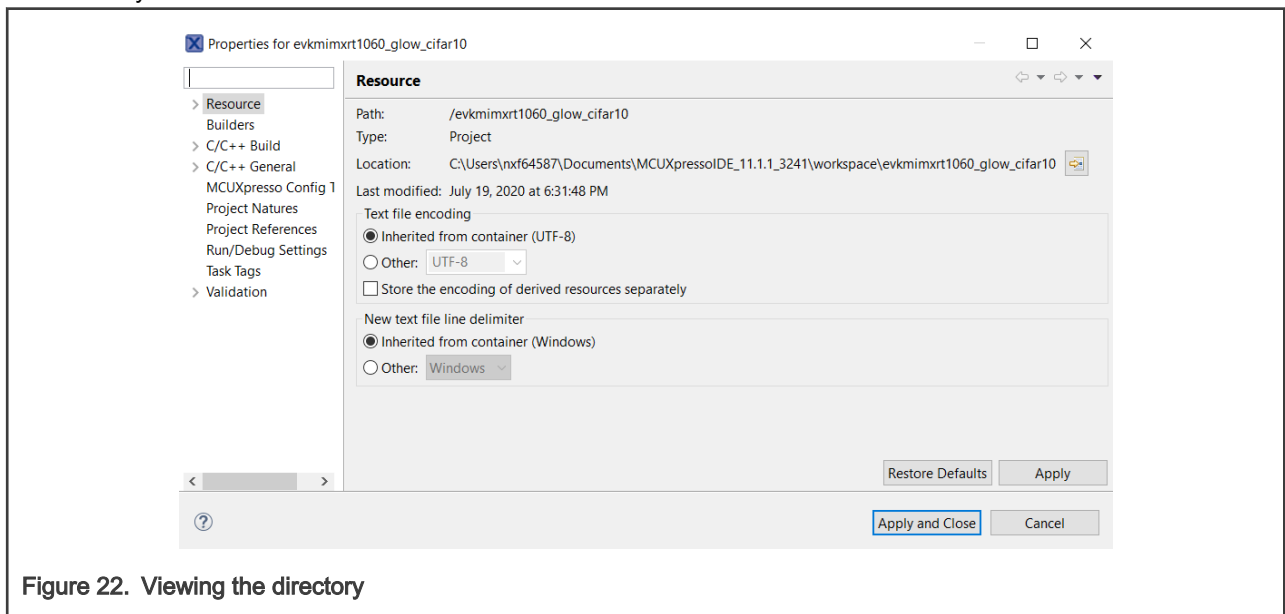 Properties for evkmimxrt1060_glow_cifar10
Resource
Resource
Builders
C/C++ Build
C/C++ General
MCUXpresso Config T
Project Natures
Project References
Run/Debug Settings
Task Tags
Validation
Path: /evkmimxrt1060_glow_cifar10
Type: Project
Location: C:\Users\nxf64587\Documents\MCUXpressoIDE_11.1.1_3241\workspace\evkmimxrt1060_glow_cifar10
Last modified: July 19, 2020 at 6:31:48 PM
Text file encoding
Inherited from container (UTF-8)
Other: UTF-8
Store the encoding of derived resources separately
New text file line delimiter
Inherited from container (Windows)
Other: Windows
Restore Defaults Apply
Apply and Close Cancel
Figure 22. Viewing the directory